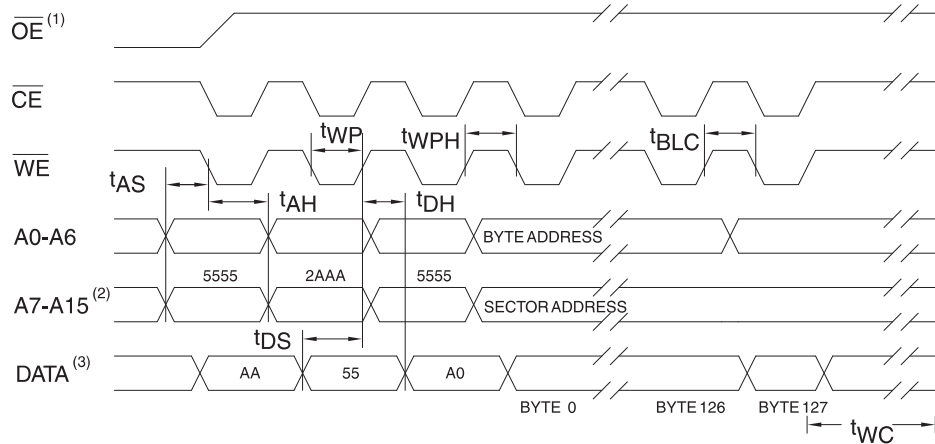 OE (1)
CE
tWP
tWPH
tBLC
WE
tAS
tAH
tDH
A0-A6
BYTE ADDRESS
5555
2AAA
5555
A7-A15 (2)
SECTOR ADDRESS
tDS
DATA (3)
AA
55
A0
BYTE 0
BYTE 126
BYTE 127
tWC